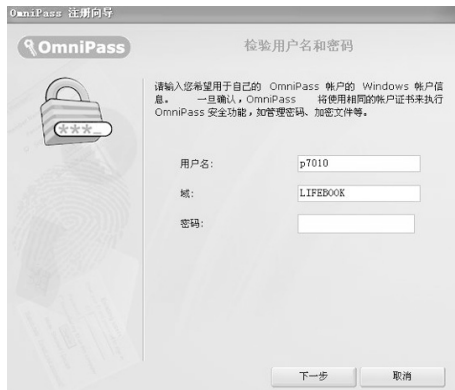 OmniPass 注册向导
OmniPass
检验用户名和密码
请输入您希望用于自己的 OmniPass 帐户的 Windows 帐户信
息。 一旦确认，OmniPass 将使用相同的帐户证书来执行
OmniPass 安全功能，如管理密码、加密文件等。
***_
用户名:
p7010
域:
LIFEBOOK
密码:
下一步
取消